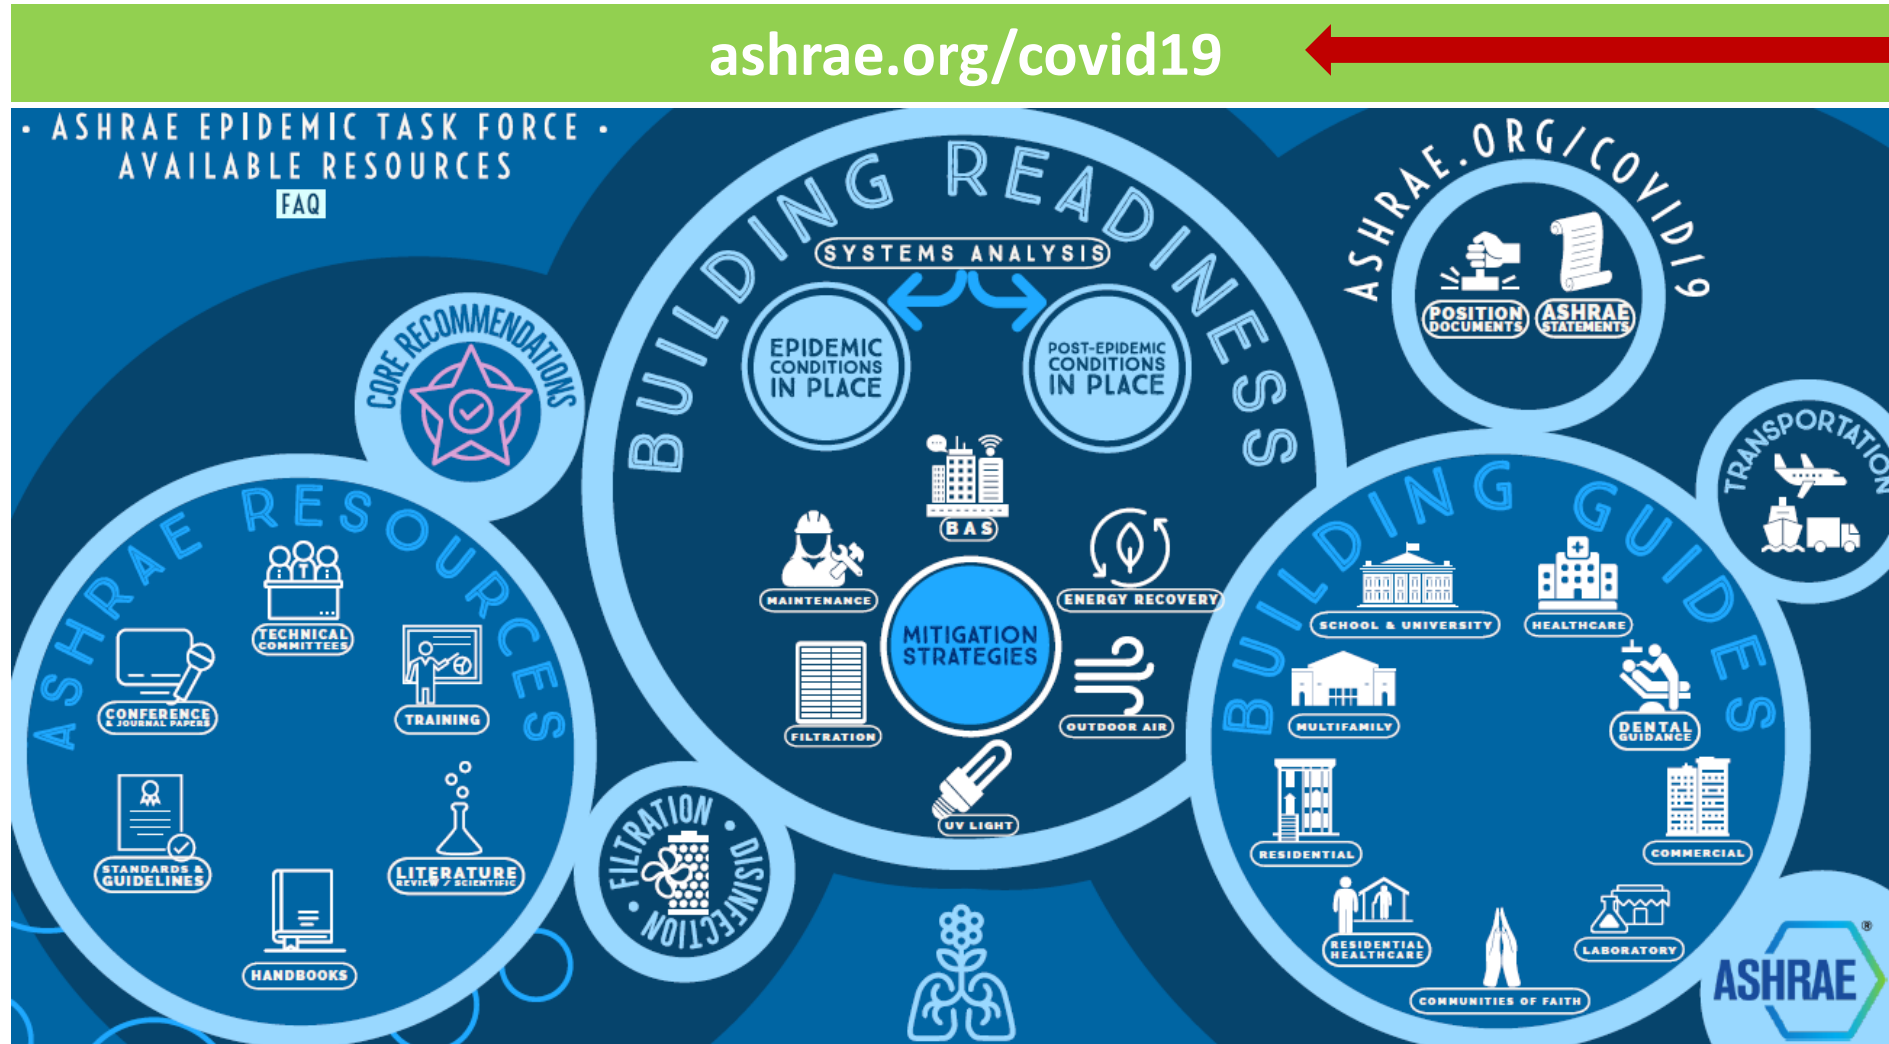 ashrae.org/covid19
• ASHRAE EPIDEMIC TASK FORCE •
AVAILABLE RESOURCES
FAQ
CORE RECOMMENDATIONS
ASHRAE RESOURCES
TECHNICAL
COMMITTEES
CONFERENCE
& JOURNAL PAPERS
TRAINING
STANDARDS &
GUIDELINES
LITERATURE
REVIEW / SCIENTIFIC
HANDBOOKS
BUILDING READINESS
SYSTEMS ANALYSIS
EPIDEMIC
CONDITIONS
IN PLACE
POST-EPIDEMIC
CONDITIONS
IN PLACE
BAS
MAINTENANCE
ENERGY RECOVERY
MITIGATION
STRATEGIES
FILTRATION
OUTDOOR AIR
UV LIGHT
• FILTRATION • DISINFECTION
ASHRAE.ORG/COVID19
POSITION
DOCUMENTS
ASHRAE
STATEMENTS
TRANSPORTATION
BUILDING GUIDES
SCHOOL & UNIVERSITY
HEALTHCARE
MULTIFAMILY
DENTAL
GUIDANCE
RESIDENTIAL
COMMERCIAL
RESIDENTIAL
HEALTHCARE
LABORATORY
COMMUNITIES OF FAITH
ASHRAE®